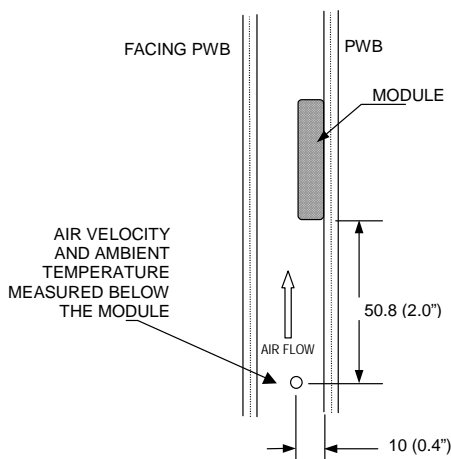 FACING PWB
PWB
MODULE
AIR VELOCITY
AND AMBIENT
TEMPERATURE
MEASURED BELOW
THE MODULE
50.8 (2.0")
AIR FLOW
10 (0.4")